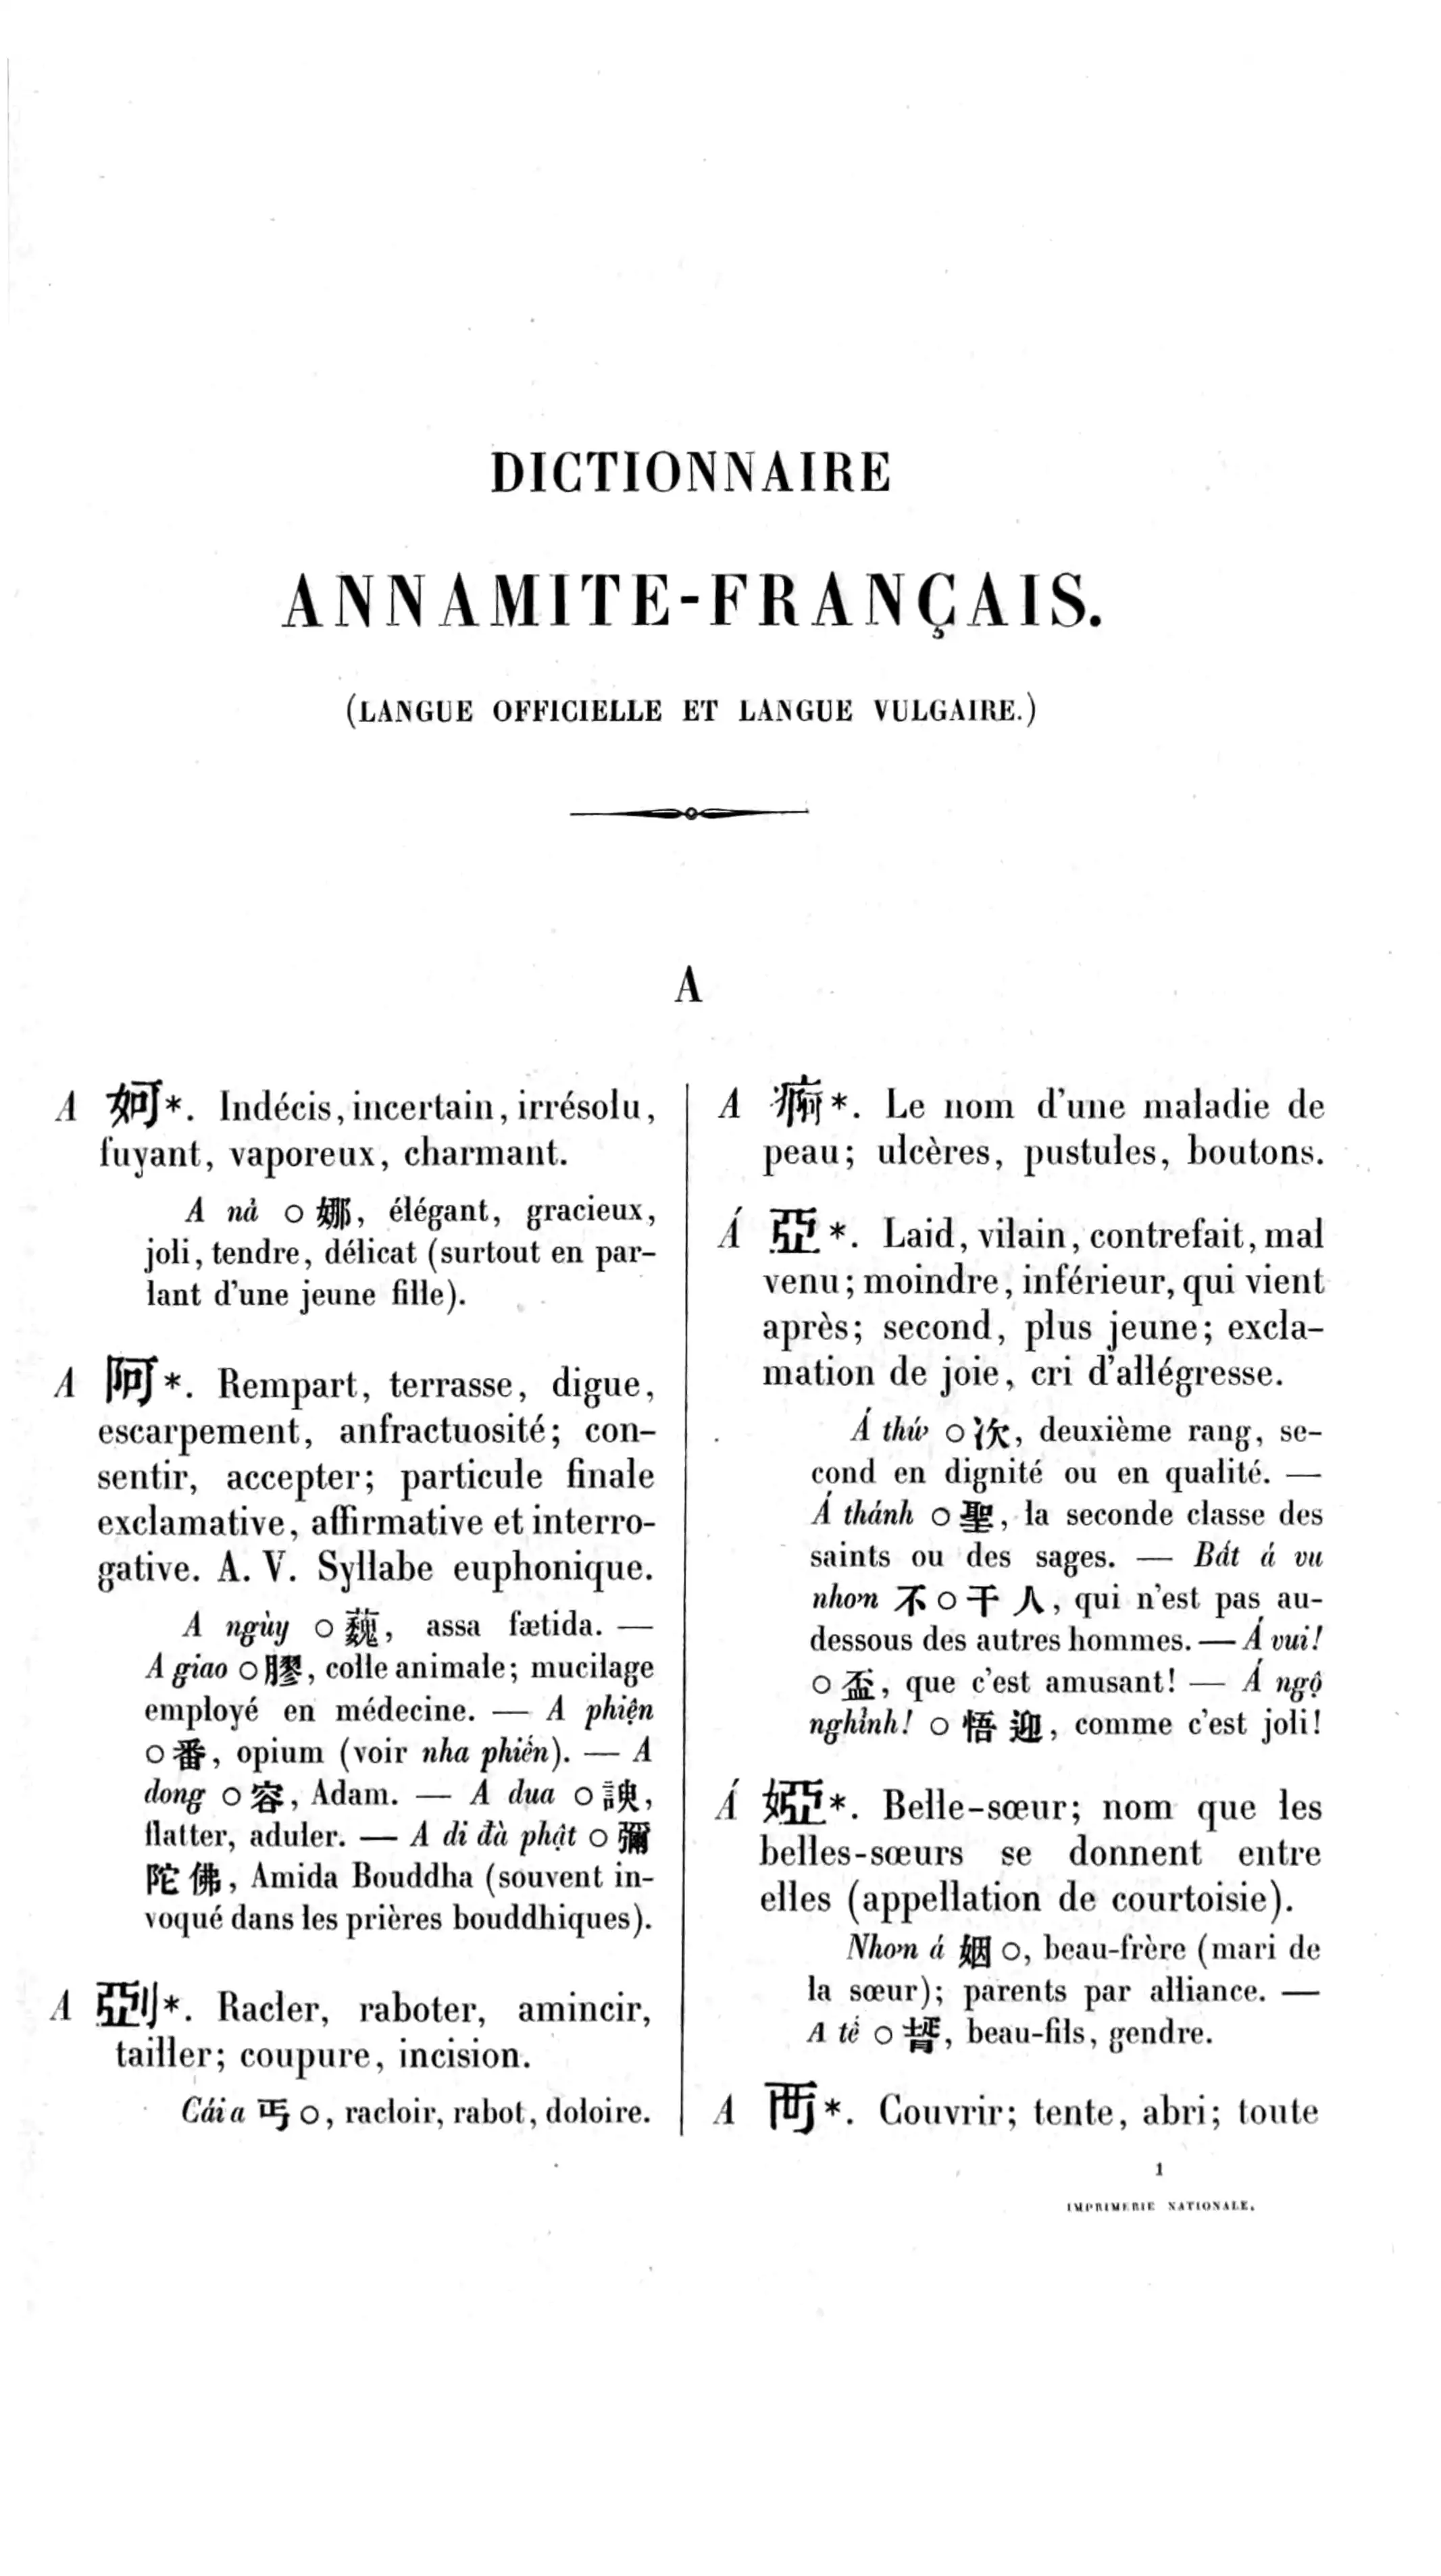 DICTIONNAIRE
ANNAMITE-FRANÇAIS.
(LANGUE OFFICIELLE ET LANGUE VULGAIRE.)
A
A 妸*. Indécis, incertain, irrésolu,
fuyant, vaporeux, charmant.
A nả ○ 娜, élégant, gracieux,
joli, tendre, délicat (surtout en par-
lant d'une jeune fille).
A 阿*. Rempart, terrasse, digue,
escarpement, anfractuosité; con-
sentir, accepter; particule finale
exclamative, affirmative et interro-
gative. A. V. Syllabe euphonique.
A ngùy ○ 蘶, assa fœtida. —
A giao ○ 膠, colle animale; mucilage
employé en médecine. — A phiện
○ 番, opium (voir nha phiến). — A
dong ○ 容, Adam. — A dua ○ 諛,
flatter, aduler. — A di đà phật ○ 彌
陀 佛, Amida Bouddha (souvent in-
voqué dans les prières bouddhiques).
A 剄*. Racler, raboter, amincir,
tailler; coupure, incision.
Cái a 丐 ○, racloir, rabot, doloire.
A 痾*. Le nom d'une maladie de
peau; ulcères, pustules, boutons.
Á 亞*. Laid, vilain, contrefait, mal
venu; moindre, inférieur, qui vient
après; second, plus jeune; excla-
mation de joie, cri d'allégresse.
Á thứ ○ 次, deuxième rang, se-
cond en dignité ou en qualité. —
Á thánh ○ 聖, la seconde classe des
saints ou des sages. — Bất á vu
nhơn 不 ○ 干 人, qui n'est pas au-
dessous des autres hommes. — Á vui!
○ 盃, que c'est amusant! — Á ngộ
nghỉnh! ○ 悟 迎, comme c'est joli!
Á 婭*. Belle-sœur; nom que les
belles-sœurs se donnent entre
elles (appellation de courtoisie).
Nhơn á 姻 ○, beau-frère (mari de
la sœur); parents par alliance. —
A tế ○ 壻, beau-fils, gendre.
A 襾*. Couvrir; tente, abri; toute
1
IMPRIMERIE NATIONALE.